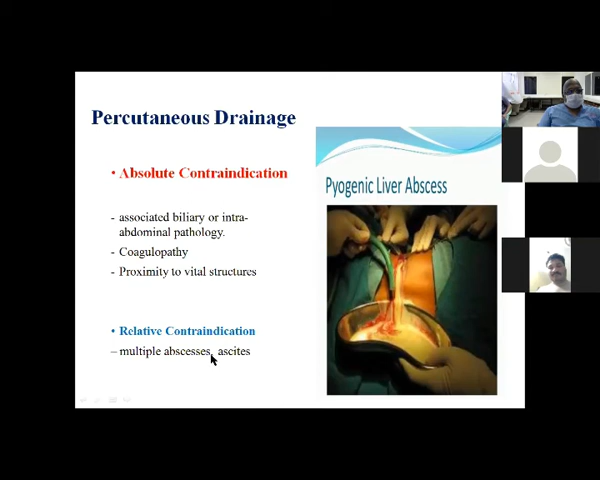 Percutaneous Drainage
• Absolute Contraindication
- associated biliary or intra-
abdominal pathology.
- Coagulopathy
- Proximity to vital structures
• Relative Contraindication
– multiple abscesses, ascites
Pyogenic Liver Abscess